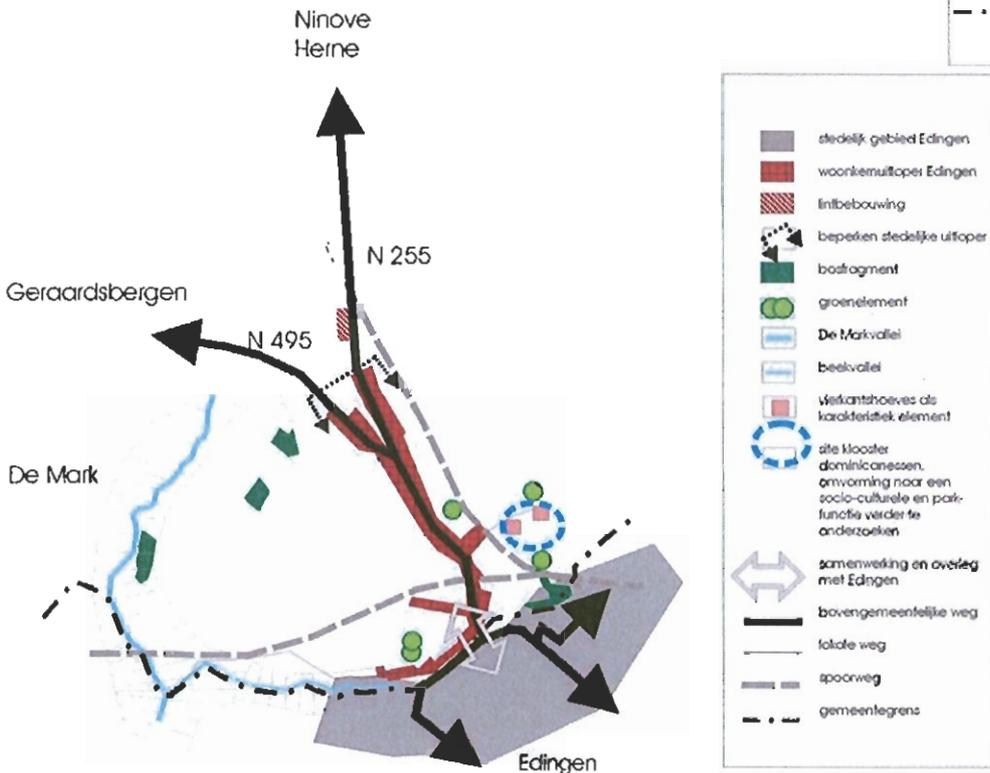 Ninove
Herne
N 255
Geraardsbergen
N 495
De Mark
Edingen
stedelijk gebied Edingen
woonkernuitloper Edingen
lintbebouwing
beperken stedelijke uitloper
bosfragment
groenelement
De Markvallei
beekvallei
vierkantshoeves als
karakteristiek element
site klooster
dominicanessen,
omvorming naar een
socio-culturele en park-
functie verder te
onderzoeken
samenwerking en overleg
met Edingen
bovengemeentelijke weg
lokale weg
spoorweg
gemeentegrens